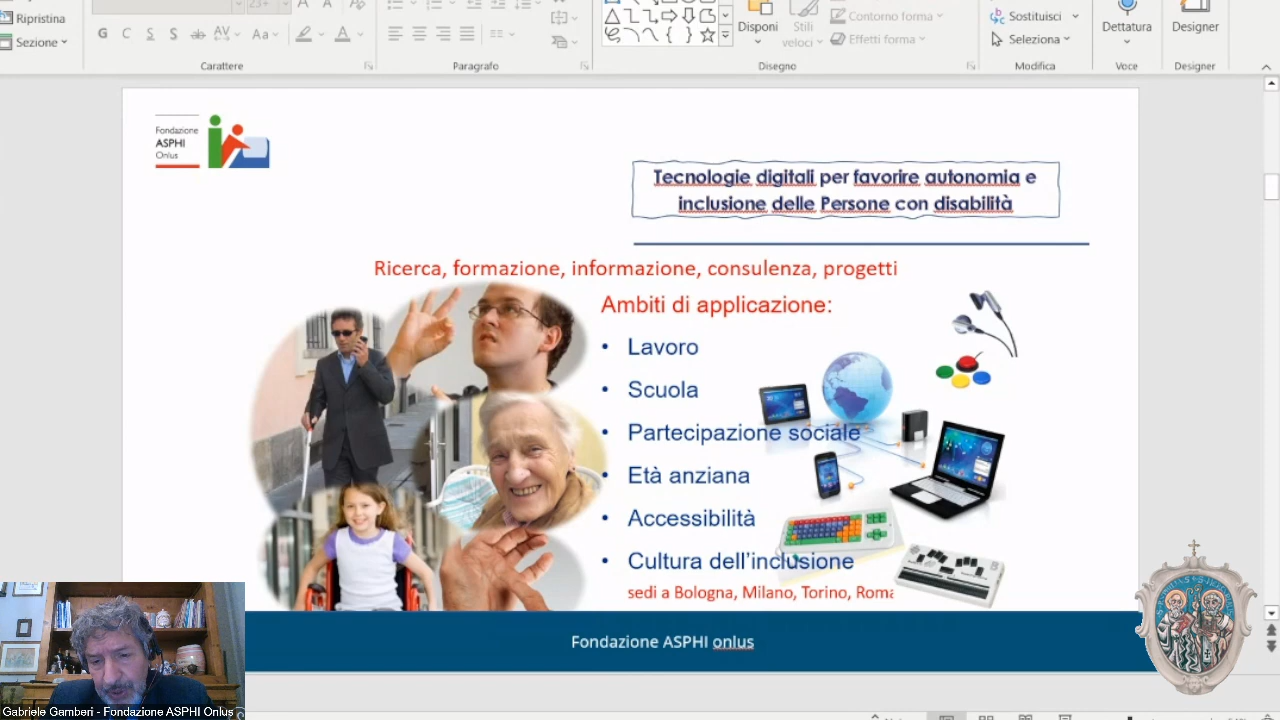 Ripristina
Sezione
G C S S ab AV Aa A
Carattere
Paragrafo
Disponi
Stili
veloci
Contorno forma
Effetti forma
Disegno
Sostituisci
Seleziona
Modifica
Dettatura
Voce
Designer
Designer
Fondazione
ASPHI
Onlus
Tecnologie digitali per favorire autonomia e
inclusione delle Persone con disabilità
Ricerca, formazione, informazione, consulenza, progetti
Ambiti di applicazione:
• Lavoro
• Scuola
• Partecipazione sociale
• Età anziana
• Accessibilità
• Cultura dell'inclusione
sedi a Bologna, Milano, Torino, Roma
Fondazione ASPHI onlus
Gabriele Gamberi - Fondazione ASPHI Onlus